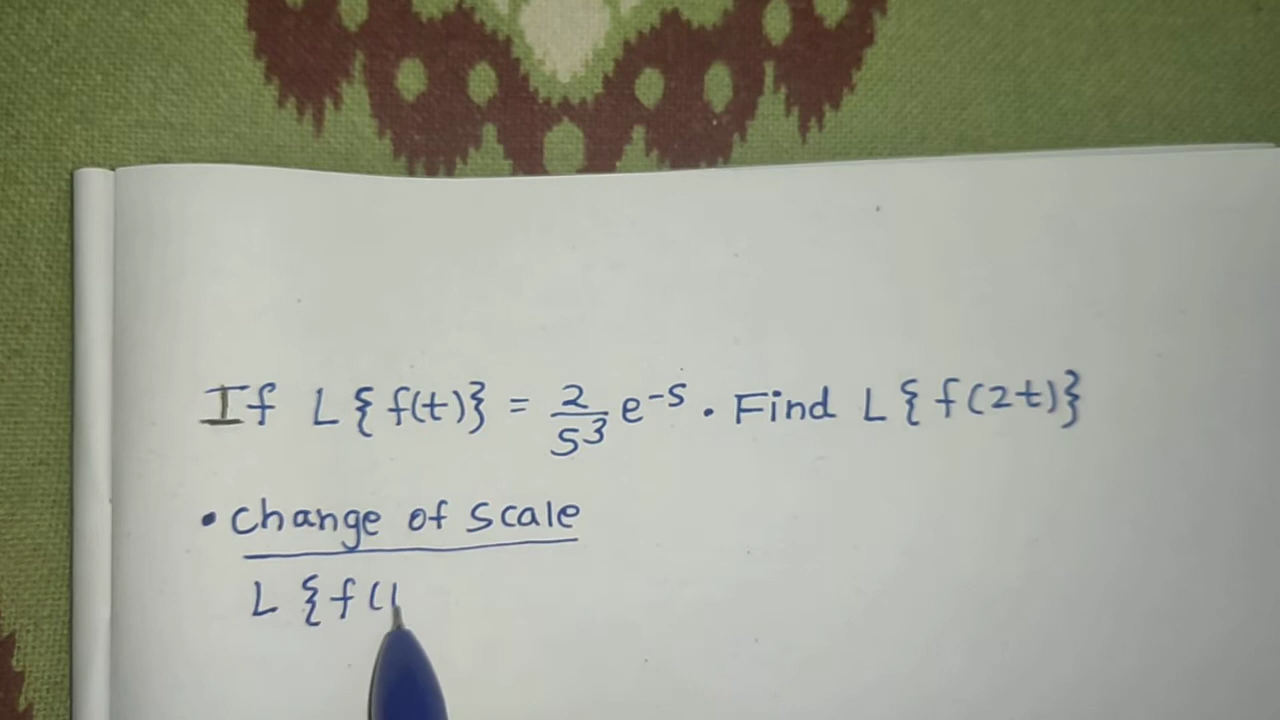 If L{f(t)} = 2/s³ e⁻ˢ . Find L{f(2t)}
• change of scale
L {f(